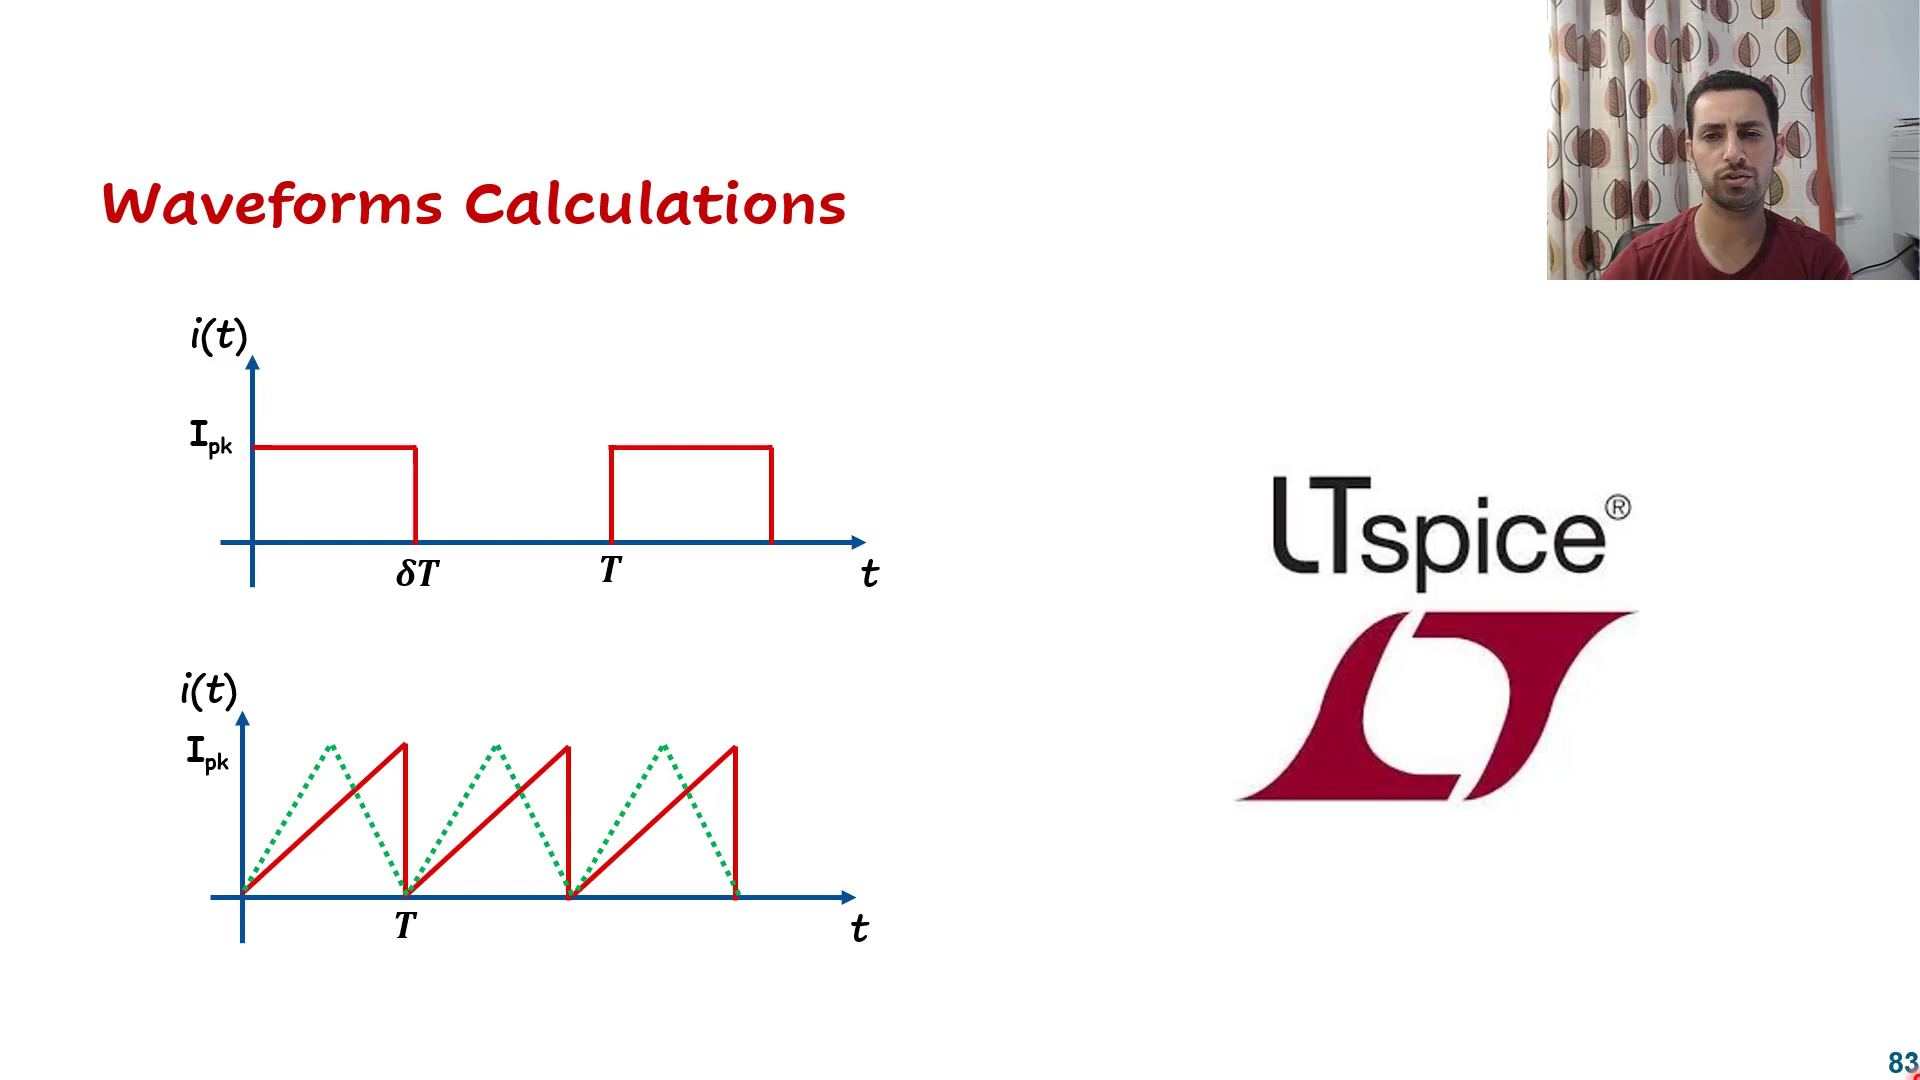 Waveforms Calculations
i(t)
Ipk
δT
T
t
i(t)
Ipk
T
t
LTspice®
83